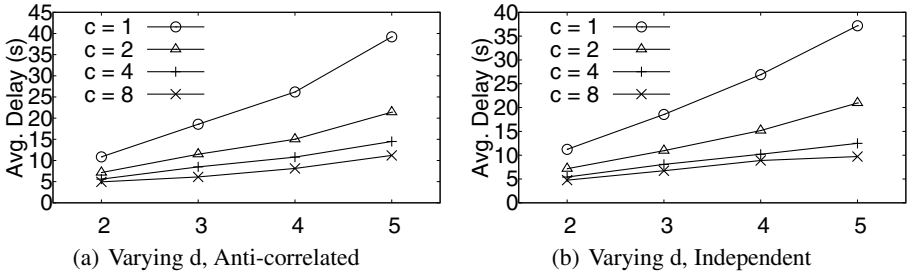 Avg. Delay (s)
45
40
35
30
25
20
15
10
5
0
c = 1
c = 2
c = 4
c = 8
2 3 4 5
(a) Varying d, Anti-correlated
Avg. Delay (s)
40
35
30
25
20
15
10
5
0
c = 1
c = 2
c = 4
c = 8
2 3 4 5
(b) Varying d, Independent